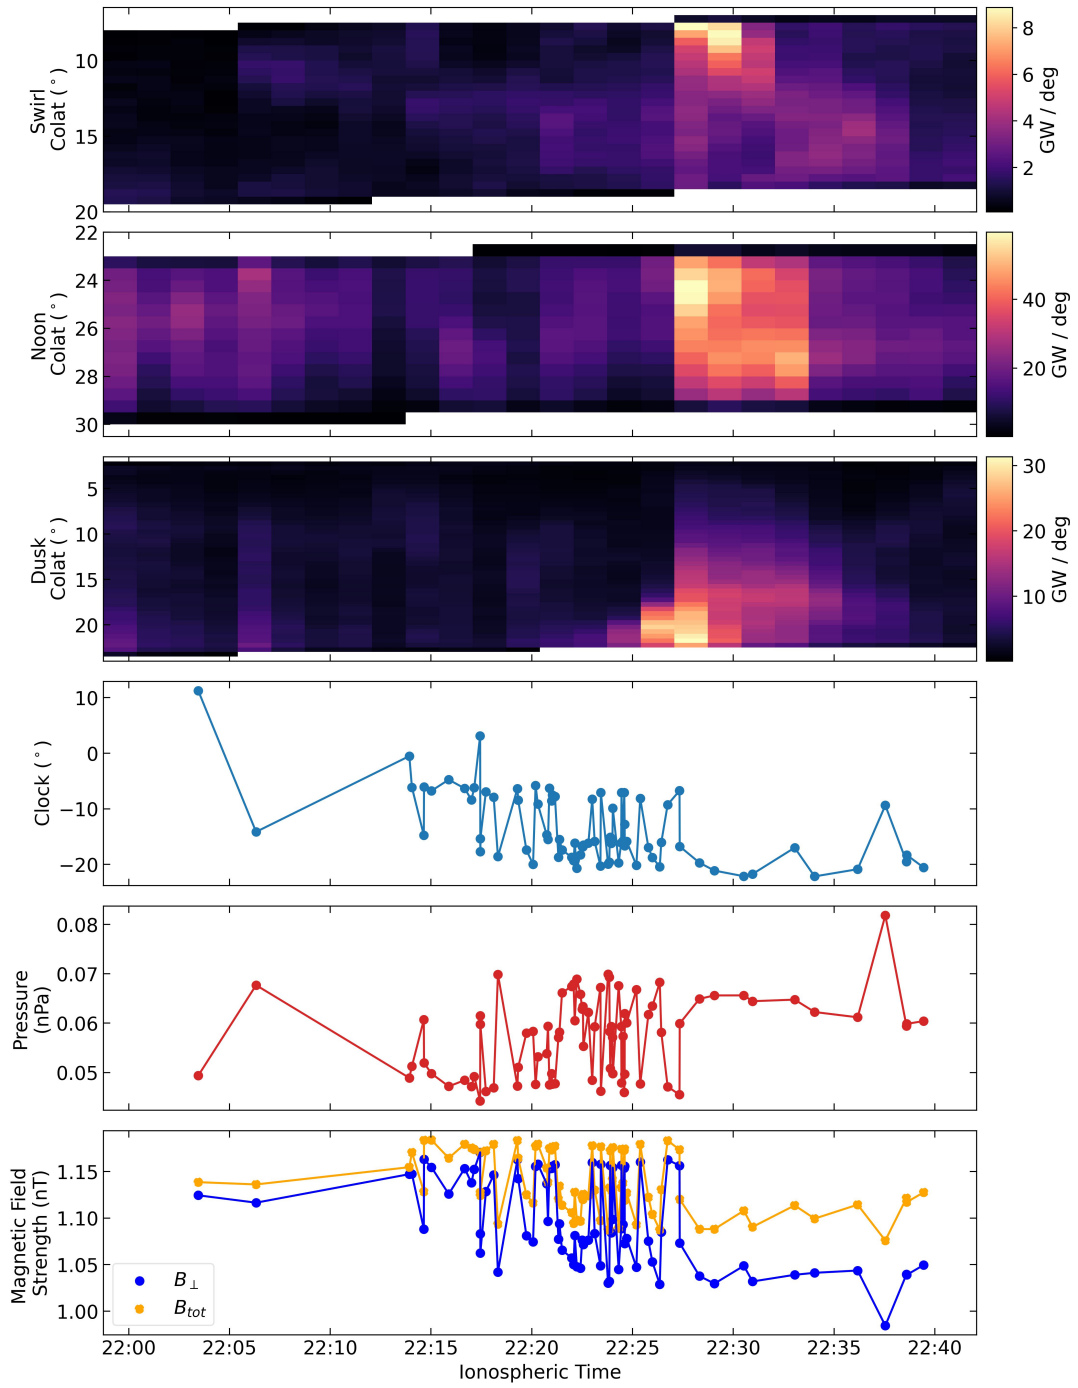 Swirl
Colat (°)
10
15
20
8
6
4
2
GW / deg
Noon
Colat (°)
22
24
26
28
30
40
20
GW / deg
Dusk
Colat (°)
5
10
15
20
30
20
10
GW / deg
Clock (°)
10
0
−10
−20
Pressure
(nPa)
0.08
0.07
0.06
0.05
Magnetic Field
Strength (nT)
1.15
1.10
1.05
1.00
B⊥
Btot
22:00 22:05 22:10 22:15 22:20 22:25 22:30 22:35 22:40
Ionospheric Time